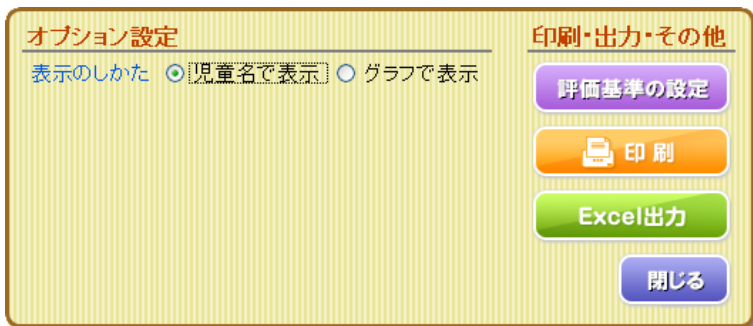 オプション設定
表示のしかた 児童名で表示 グラフで表示
印刷・出力・その他
評価基準の設定
印刷
Excel出力
閉じる